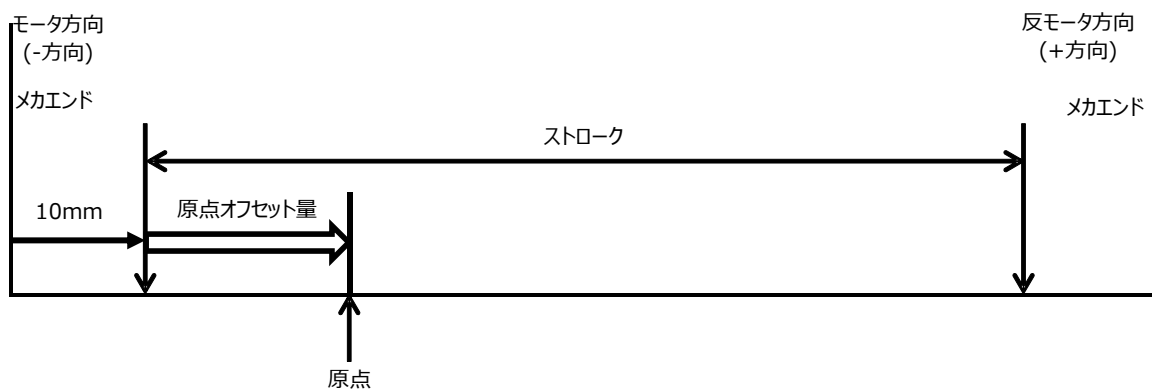 モータ方向
(-方向)
反モータ方向
(+方向)
メカエンド
メカエンド
ストローク
10mm
原点オフセット量
原点